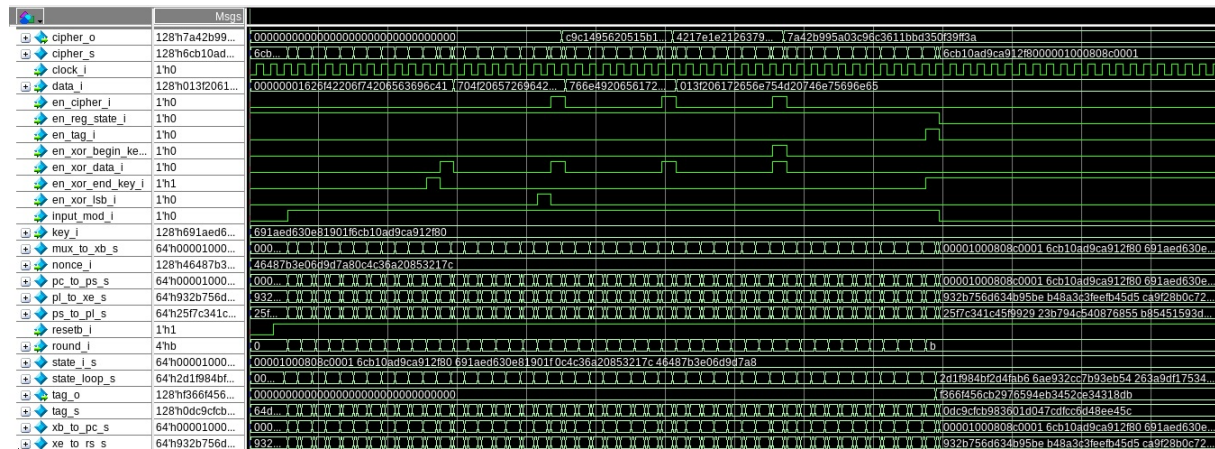 Msgs
cipher_o 128'h7a42b99... 00000000000000000000000000000000 c9c1495620515b1... 4217e1e2126379... 7a42b995a03c96c3611bbd350f39ff3a
cipher_s 128'h6cb10ad... 6cb... 6cb10ad9ca912f8000001000808c0001
clock_i 1'h0
data_i 128'h013f2061... 00000001626f42206f74206563696c41 704f20657269642... 766e4920656172... 013f206172656e754d20746e75696e65
en_cipher_i 1'h0
en_reg_state_i 1'h0
en_tag_i 1'h0
en_xor_begin_ke... 1'h0
en_xor_data_i 1'h0
en_xor_end_key_i 1'h1
en_xor_lsb_i 1'h0
input_mod_i 1'h0
key_i 128'h691aed6... 691aed630e81901f6cb10ad9ca912f80
mux_to_xb_s 64'h00001000... 000... 00001000808c0001 6cb10ad9ca912f80 691aed630e...
nonce_i 128'h46487b3... 46487b3e06d9d7a80c4c36a20853217c
pc_to_ps_s 64'h00001000... 000... 00001000808c0001 6cb10ad9ca912f80 691aed630e...
pl_to_xe_s 64'h932b756d... 932... 932b756d634b95be b48a3c3feefb45d5 ca9f28b0c72...
ps_to_pl_s 64'h25f7c341c... 25f... 25f7c341c45f9929 23b794c540876855 b85451593d...
resetb_i 1'h1
round_i 4'hb 0 b
state_i_s 64'h00001000... 00001000808c0001 6cb10ad9ca912f80 691aed630e81901f 0c4c36a20853217c 46487b3e06d9d7a8
state_loop_s 64'h2d1f984bf... 00... 2d1f984bf2d4fab6 6ae932cc7b93eb54 263a9df17534...
tag_o 128'hf366f456... 00000000000000000000000000000000 f366f456cb2976594eb3452ce34318db
tag_s 128'h0dc9cfcb... 64d... 0dc9cfcb983601d047cdfcc6d48ee45c
xb_to_pc_s 64'h00001000... 000... 00001000808c0001 6cb10ad9ca912f80 691aed630e...
xe_to_rs_s 64'h932b756d... 932... 932b756d634b95be b48a3c3feefb45d5 ca9f28b0c72...